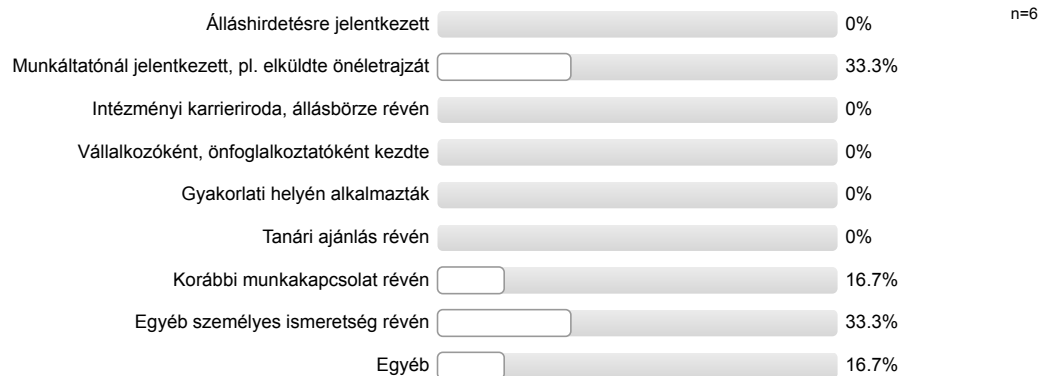 Álláshirdetésre jelentkezett 0% n=6
Munkáltatónál jelentkezett, pl. elküldte önéletrajzát 33.3%
Intézményi karrieriroda, állásbörze révén 0%
Vállalkozóként, önfoglalkoztatóként kezdte 0%
Gyakorlati helyén alkalmazták 0%
Tanári ajánlás révén 0%
Korábbi munkakapcsolat révén 16.7%
Egyéb személyes ismeretség révén 33.3%
Egyéb 16.7%